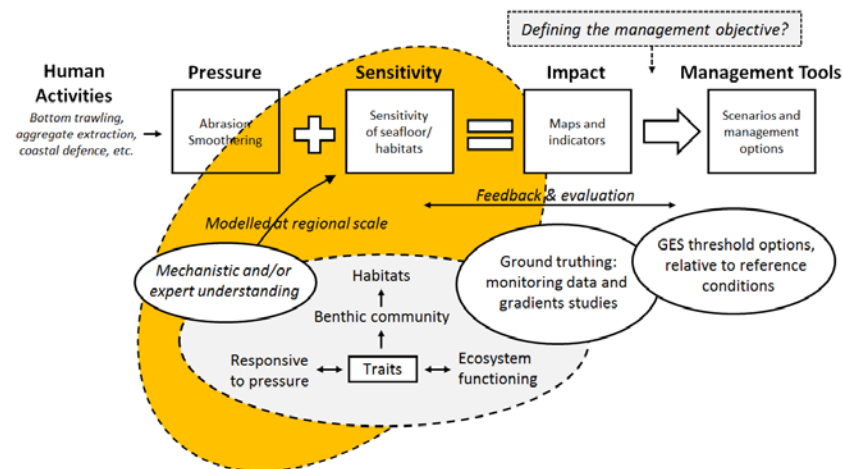 Defining the management objective?
Human
Activities
Pressure
Sensitivity
Impact
Management Tools
Bottom trawling,
aggregate extraction,
coastal defence, etc.
Abrasion
Smothering
Sensitivity
of seafloor/
habitats
Maps and
indicators
Scenarios and
management
options
Feedback & evaluation
Modelled at regional scale
Mechanistic and/or
expert understanding
Ground truthing:
monitoring data and
gradients studies
GES threshold options,
relative to reference
conditions
Habitats
Benthic community
Responsive
to pressure
Traits
Ecosystem
functioning